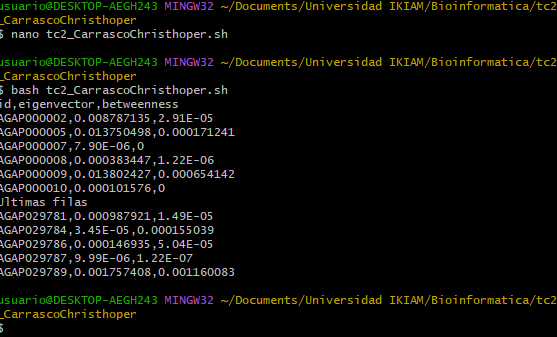 usuario@DESKTOP-AEGH243 MINGW32 ~/Documents/Universidad IKIAM/Bioinformatica/tc2
_CarrascoChristhoper
$ nano tc2_CarrascoChristhoper.sh
usuario@DESKTOP-AEGH243 MINGW32 ~/Documents/Universidad IKIAM/Bioinformatica/tc2
_CarrascoChristhoper
$ bash tc2_CarrascoChristhoper.sh
id,eigenvector,betweenness
AGAP000002,0.008787135,2.91E-05
AGAP000005,0.013750498,0.000171241
AGAP000007,7.90E-06,0
AGAP000008,0.000383447,1.22E-06
AGAP000009,0.013802427,0.000654142
AGAP000010,0.000101576,0
Ultimas filas
AGAP029781,0.000987921,1.49E-05
AGAP029784,3.45E-05,0.000155039
AGAP029786,0.000146935,5.04E-05
AGAP029787,9.99E-06,1.22E-07
AGAP029789,0.001757408,0.001160083
usuario@DESKTOP-AEGH243 MINGW32 ~/Documents/Universidad IKIAM/Bioinformatica/tc2
_CarrascoChristhoper
$